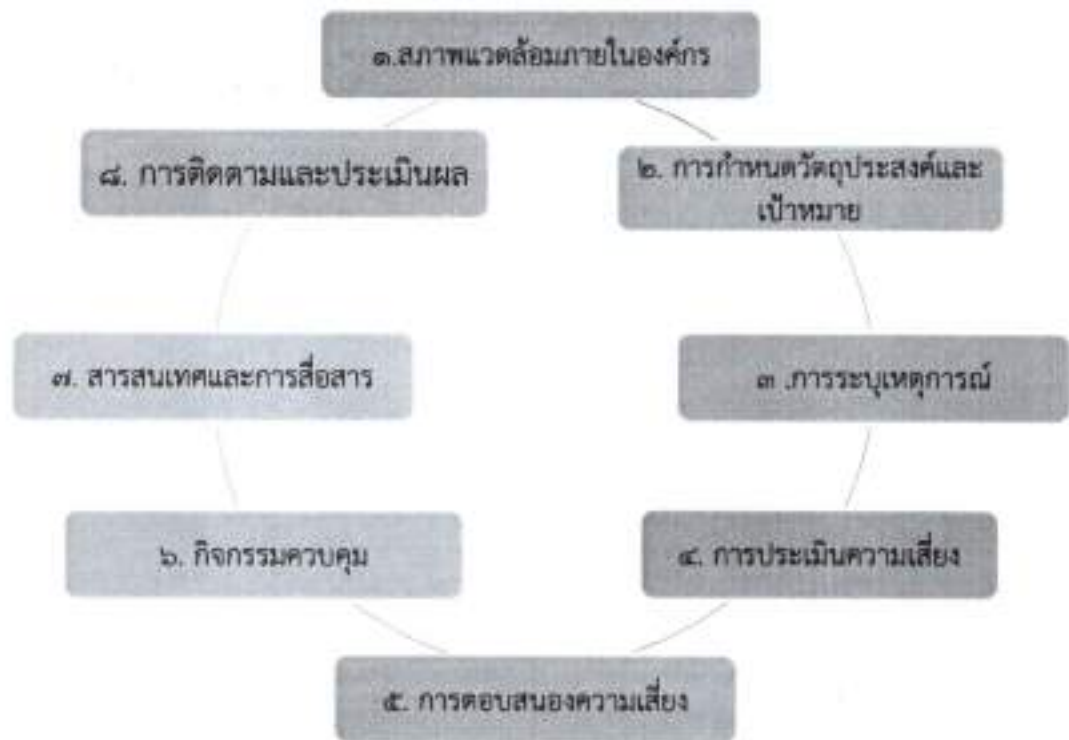 ๑.สภาพแวดล้อมภายในองค์กร
๒. การกำหนดวัตถุประสงค์และ
เป้าหมาย
๓ .การระบุเหตุการณ์
๔. การประเมินความเสี่ยง
๕. การตอบสนองความเสี่ยง
๖. กิจกรรมควบคุม
๗. สารสนเทศและการสื่อสาร
๘. การติดตามและประเมินผล